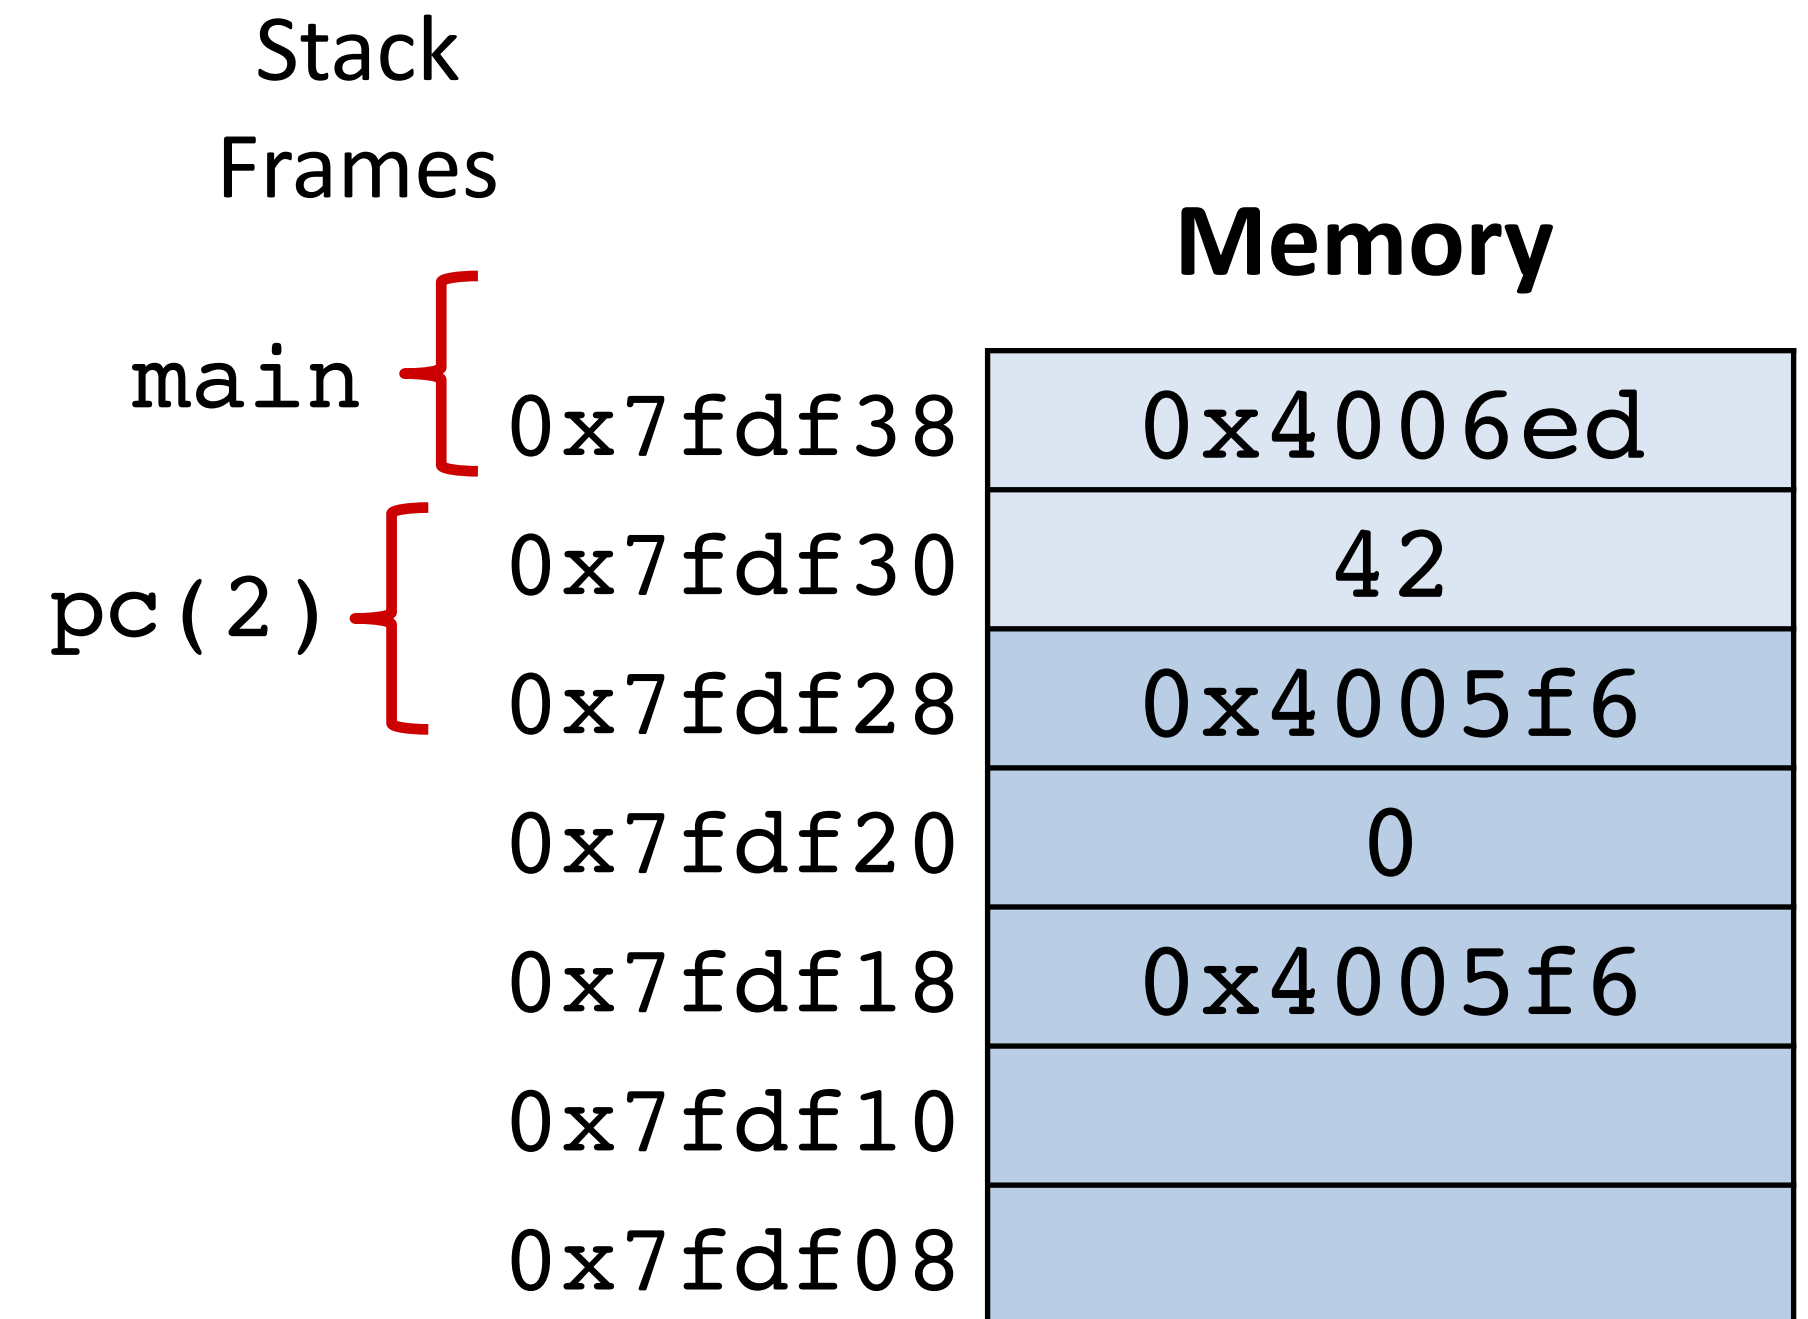 Stack
Frames
Memory
main
0x7fdf38 0x4006ed
0x7fdf30 42
pc(2)
0x7fdf28 0x4005f6
0x7fdf20 0
0x7fdf18 0x4005f6
0x7fdf10
0x7fdf08